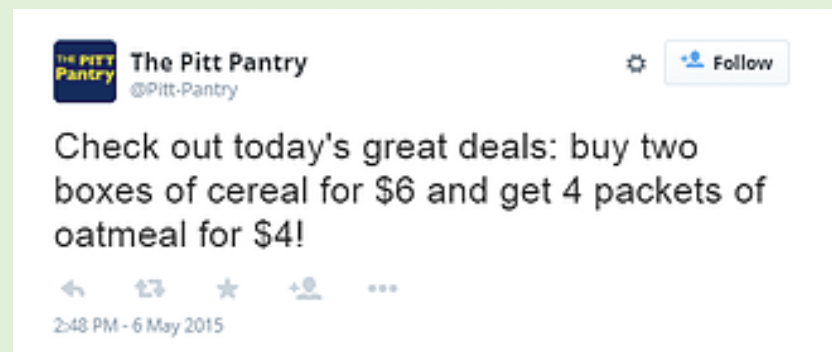 THE PITT
Pantry
The Pitt Pantry
@Pitt-Pantry
Follow
Check out today's great deals: buy two
boxes of cereal for $6 and get 4 packets of
oatmeal for $4!
2:48 PM - 6 May 2015